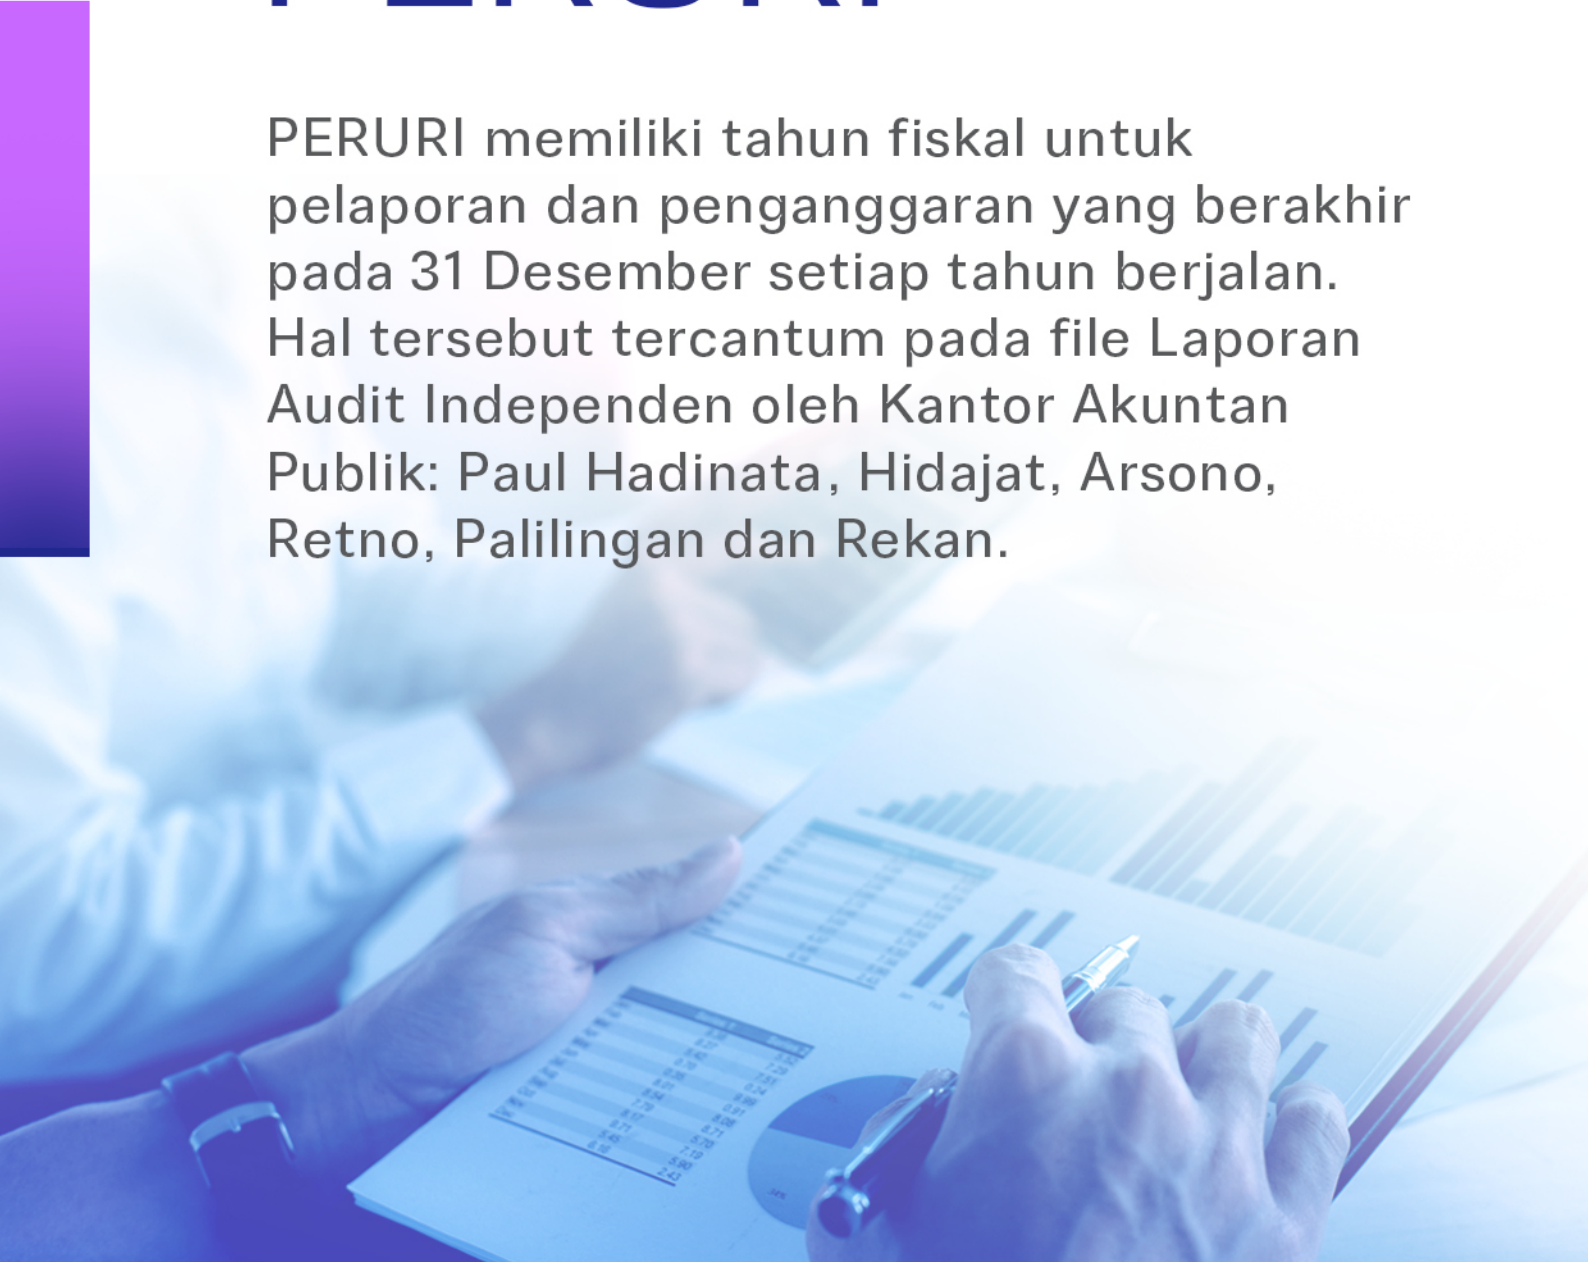 PERURI memiliki tahun fiskal untuk
pelaporan dan penganggaran yang berakhir
pada 31 Desember setiap tahun berjalan.
Hal tersebut tercantum pada file Laporan
Audit Independen oleh Kantor Akuntan
Publik: Paul Hadinata, Hidajat, Arsono,
Retno, Palilingan dan Rekan.